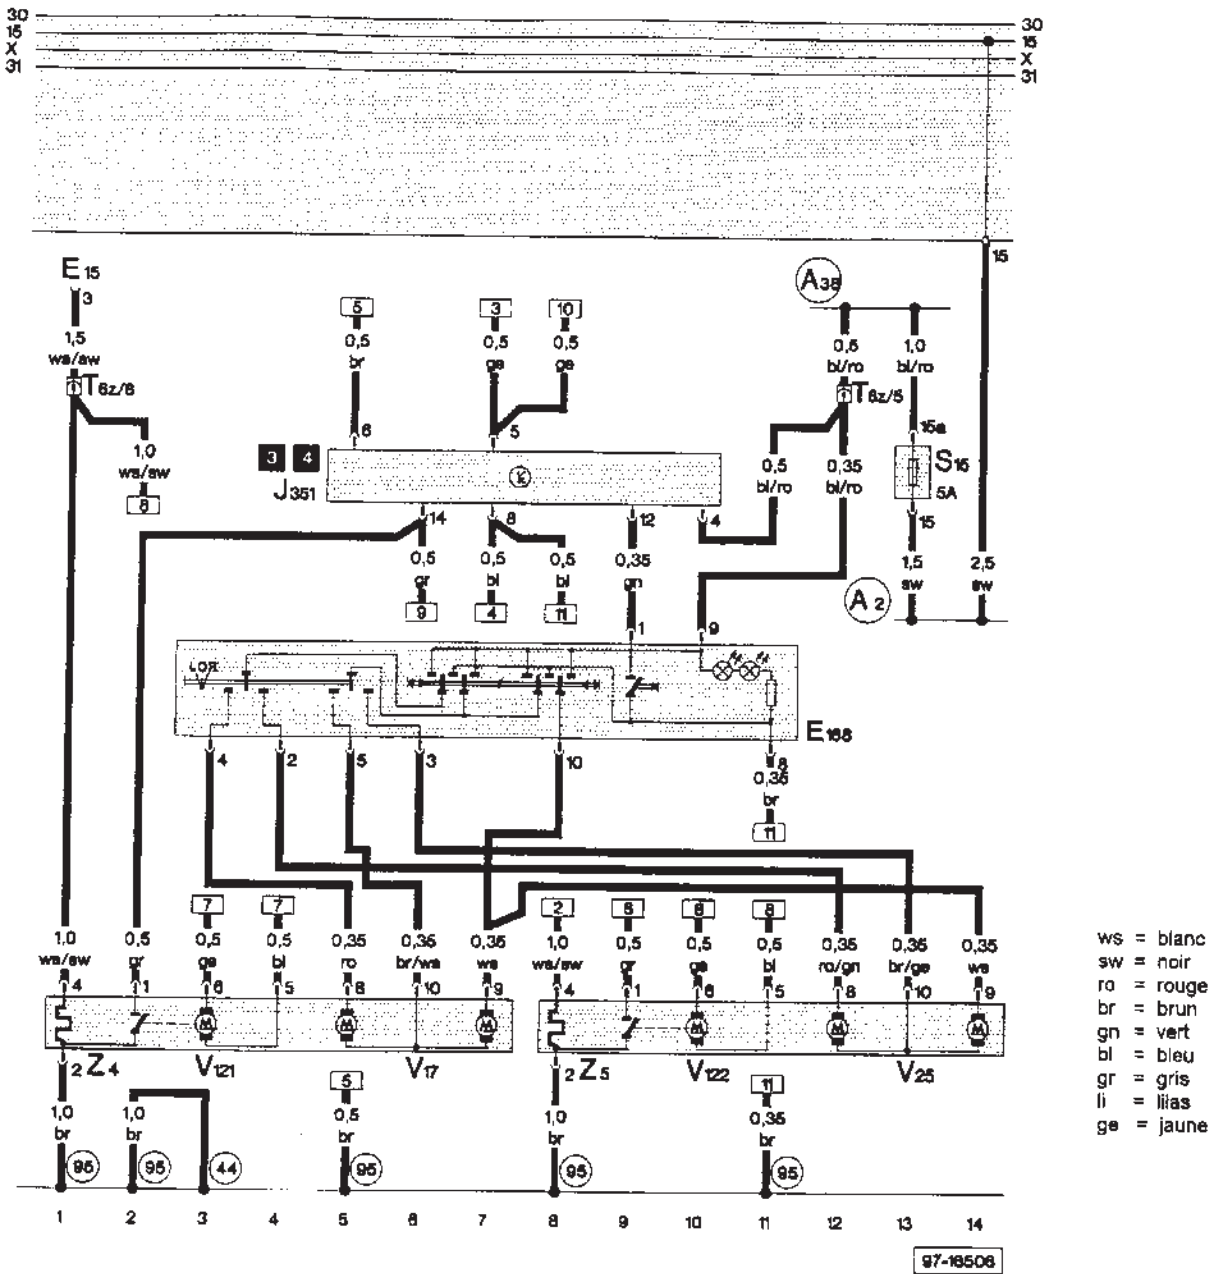 30 30
15 15
X X
31 31
15
E 15
3
1,5
ws/sw
T6z/6
1,0
ws/sw
8
5 3 10
0,5 0,5 0,5
br ge ge
6 5
3 4
J351
14 8 12 4
0,5 0,5 0,5 0,35
gr bl bl gn
9 4 11
A38
0,5 1,0
bl/ro bl/ro
T6z/5
0,5 0,35
bl/ro bl/ro
15a
S15
5A
15
1,5 2,5
sw sw
A2
1 9
LOR
E168
4 2 5 3 10 8
0,35
br
11
7 7 2 6 8 8
1,0 0,5 0,5 0,5 0,35 0,35 0,35 1,0 0,5 0,5 0,5 0,35 0,35 0,35
ws/sw gr ge bl ro br/ws ws ws/sw gr ge bl ro/gn br/ge ws
4 1 6 5 8 10 9 4 1 6 5 8 10 9
M M M M M M
2 Z4 V121 V17 2 Z5 V122 V25
5 11
1,0 1,0 0,5 1,0 0,35
br br br br br
95 95 44 95 95 95
1 2 3 4 5 6 7 8 9 10 11 12 13 14
97-16506
ws = blanc
sw = noir
ro = rouge
br = brun
gn = vert
bl = bleu
gr = gris
li = lilas
ge = jaune